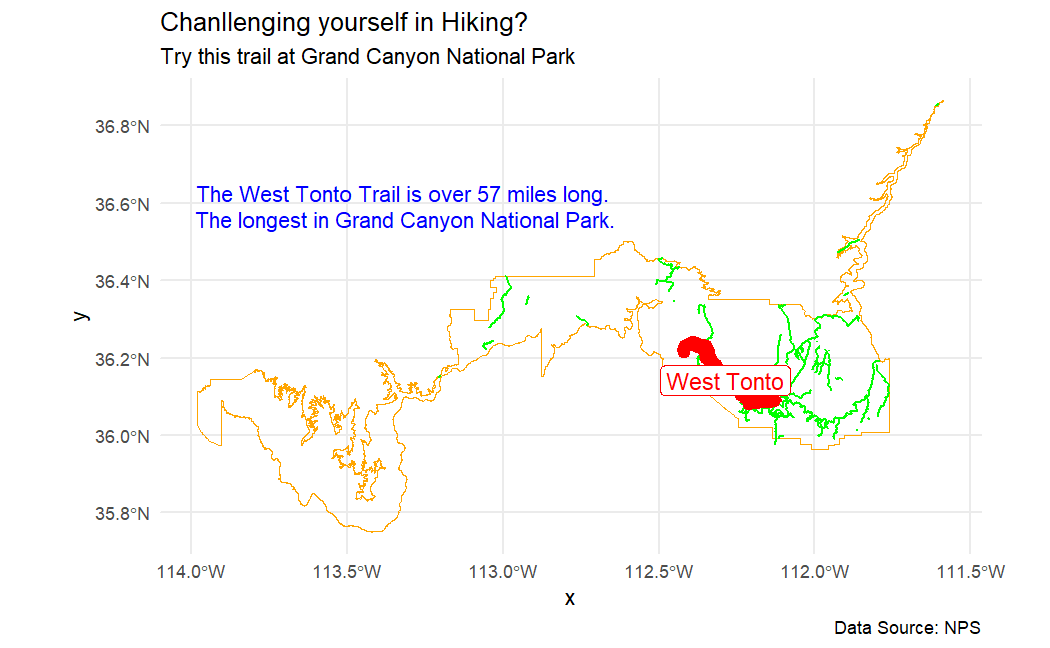 Chanllenging yourself in Hiking?
Try this trail at Grand Canyon National Park
36.8°N
36.6°N
36.4°N
36.2°N
36.0°N
35.8°N
y
The West Tonto Trail is over 57 miles long.
The longest in Grand Canyon National Park.
West Tonto
114.0°W
113.5°W
113.0°W
112.5°W
112.0°W
111.5°W
x
Data Source: NPS